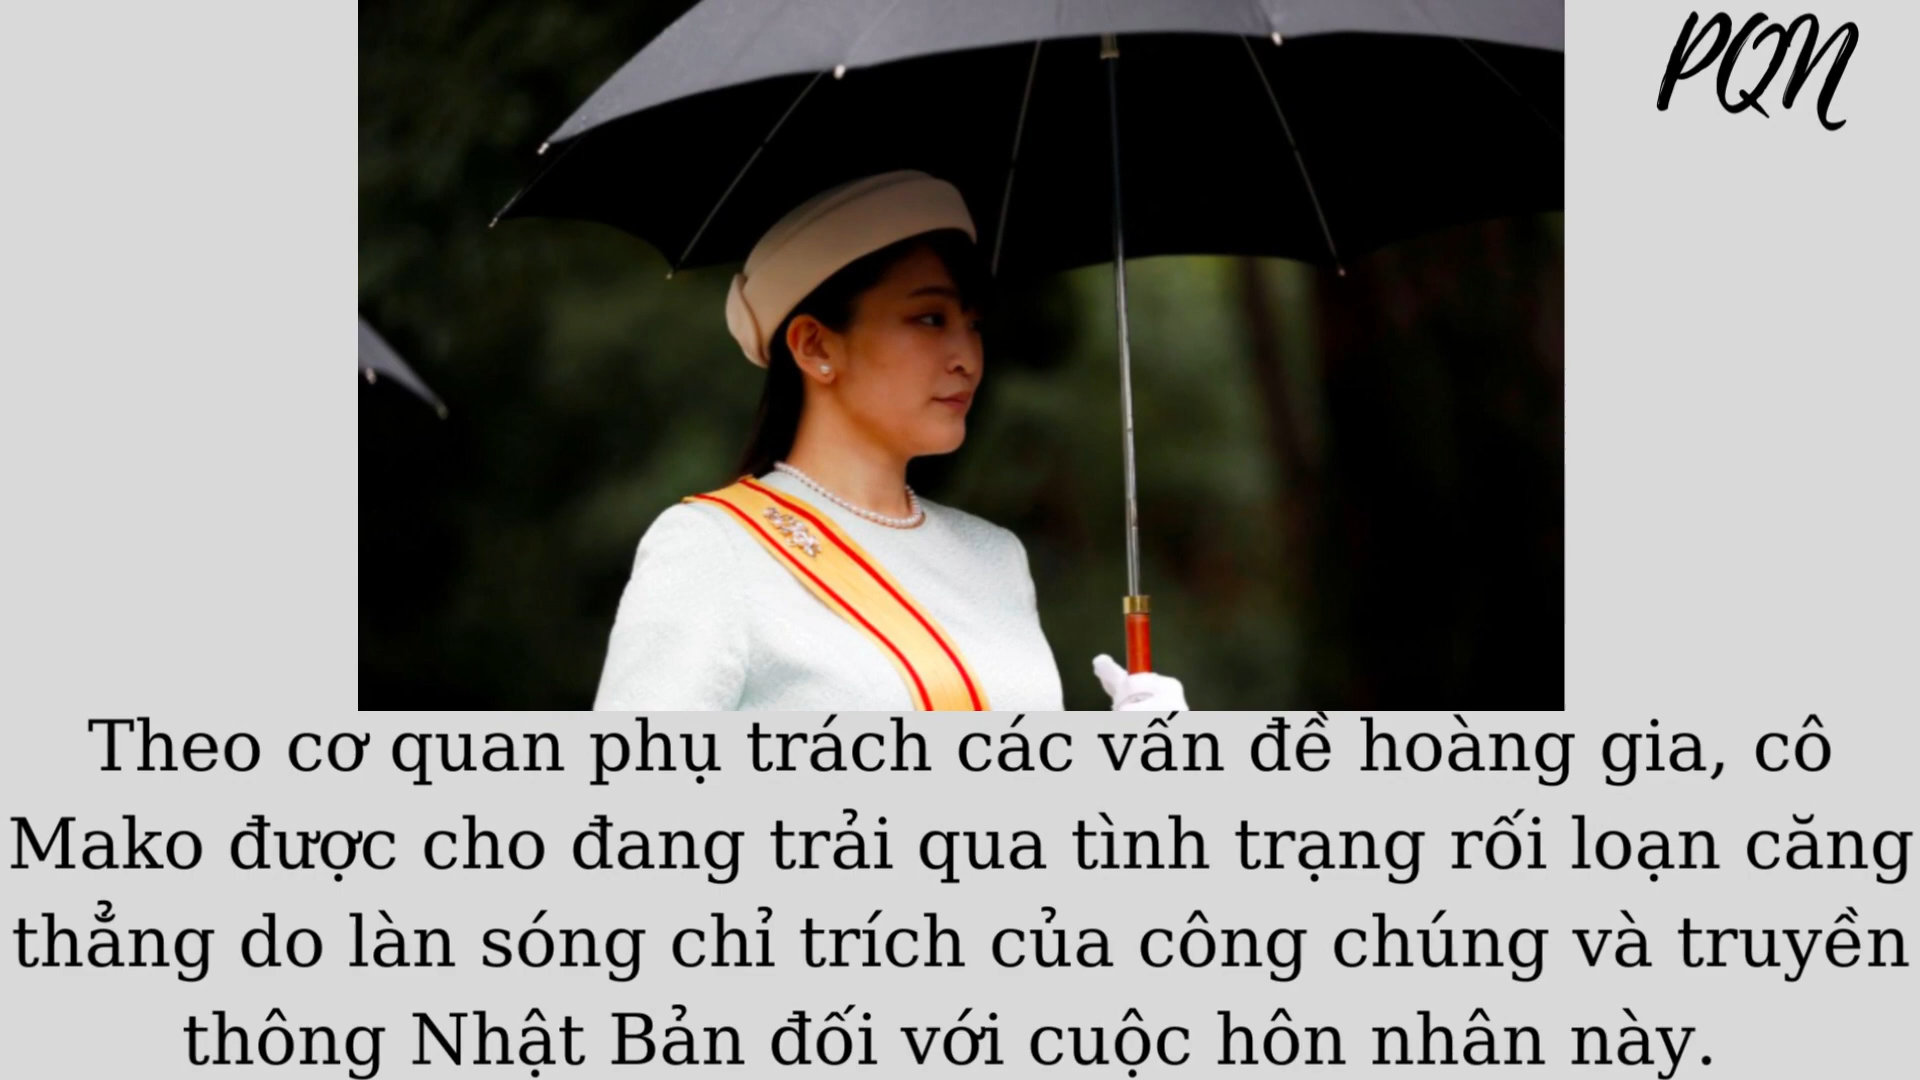 PQN
Theo cơ quan phụ trách các vấn đề hoàng gia, cô
Mako được cho đang trải qua tình trạng rối loạn căng
thẳng do làn sóng chỉ trích của công chúng và truyền
thông Nhật Bản đối với cuộc hôn nhân này.